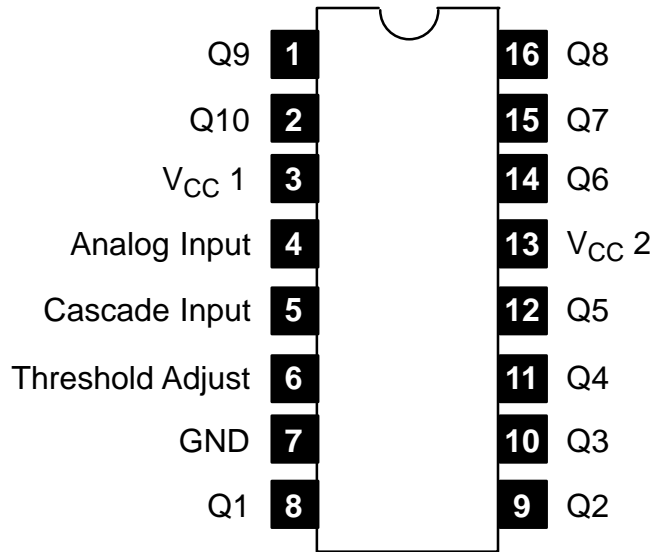 Q9 1 16 Q8
Q10 2 15 Q7
VCC 1 3 14 Q6
Analog Input 4 13 VCC 2
Cascade Input 5 12 Q5
Threshold Adjust 6 11 Q4
GND 7 10 Q3
Q1 8 9 Q2